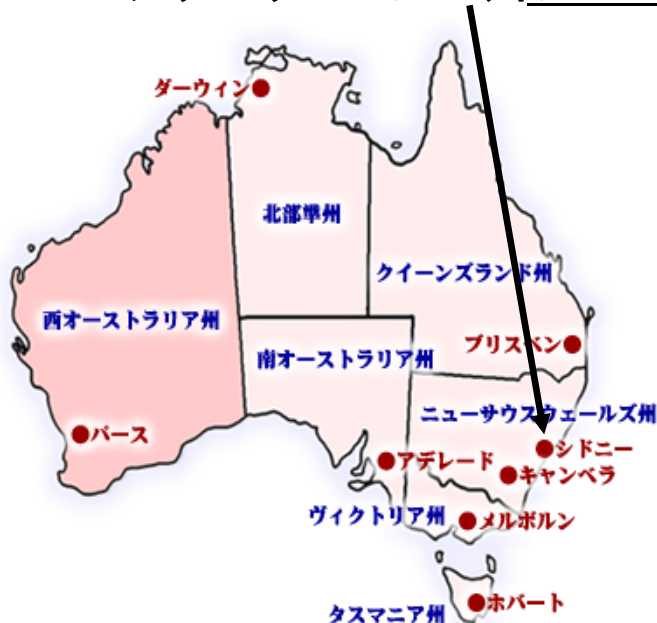 ダーウィン
北部準州
クイーンズランド州
西オーストラリア州
南オーストラリア州
ブリスベン
ニューサウスウェールズ州
パース
シドニー
アデレード
キャンベラ
ヴィクトリア州
メルボルン
ホバート
タスマニア州